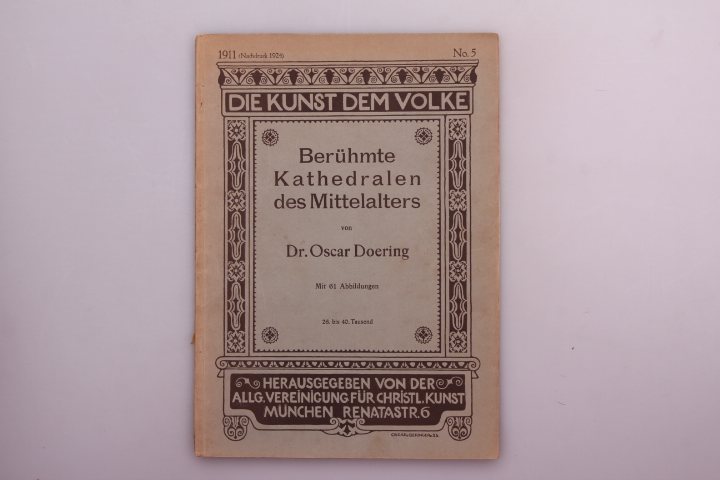 1911 (Nachdruck 1924) No. 5
DIE KUNST DEM VOLKE
Berühmte
Kathedralen
des Mittelalters
von
Dr. Oscar Doering
Mit 61 Abbildungen
26. bis 40. Tausend
HERAUSGEGEBEN VON DER
ALLG. VEREINIGUNG FÜR CHRISTL. KUNST
MÜNCHEN RENATASTR. 6